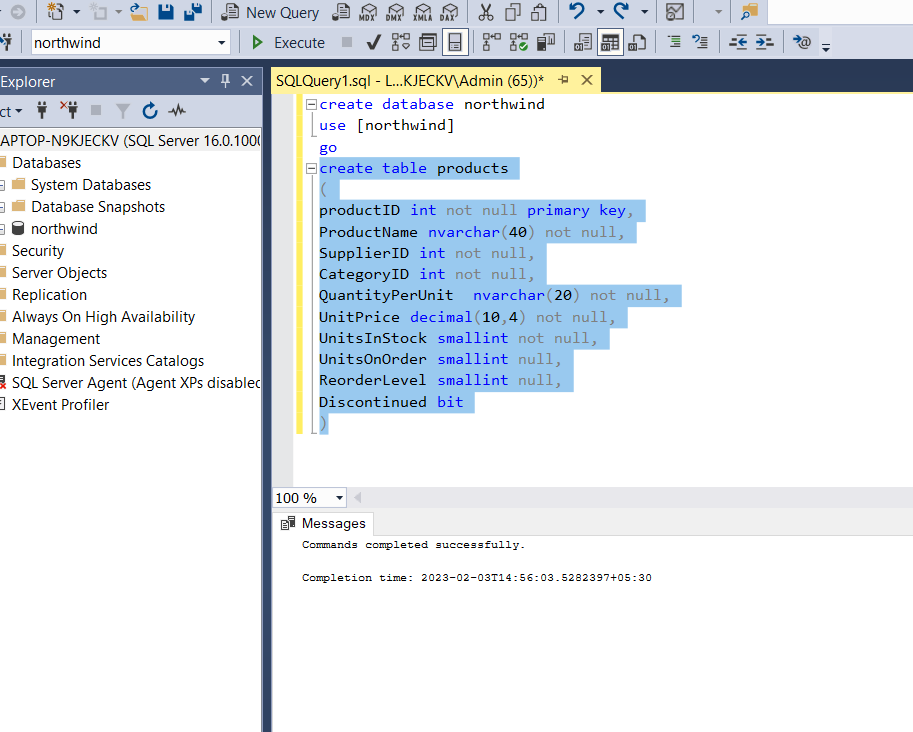 New Query
MDX
DMX
XMLA
DAX
northwind
Execute
Explorer
SQLQuery1.sql - L...KJECKV\Admin (65))*
ct
APTOP-N9KJECKV (SQL Server 16.0.1000
Databases
System Databases
Database Snapshots
northwind
Security
Server Objects
Replication
Always On High Availability
Management
Integration Services Catalogs
SQL Server Agent (Agent XPs disabled
XEvent Profiler
create database northwind
use [northwind]
go
create table products
(
productID int not null primary key,
ProductName nvarchar(40) not null,
SupplierID int not null,
CategoryID int not null,
QuantityPerUnit  nvarchar(20) not null,
UnitPrice decimal(10,4) not null,
UnitsInStock smallint not null,
UnitsOnOrder smallint null,
ReorderLevel smallint null,
Discontinued bit
)
100 %
Messages
Commands completed successfully.
Completion time: 2023-02-03T14:56:03.5282397+05:30